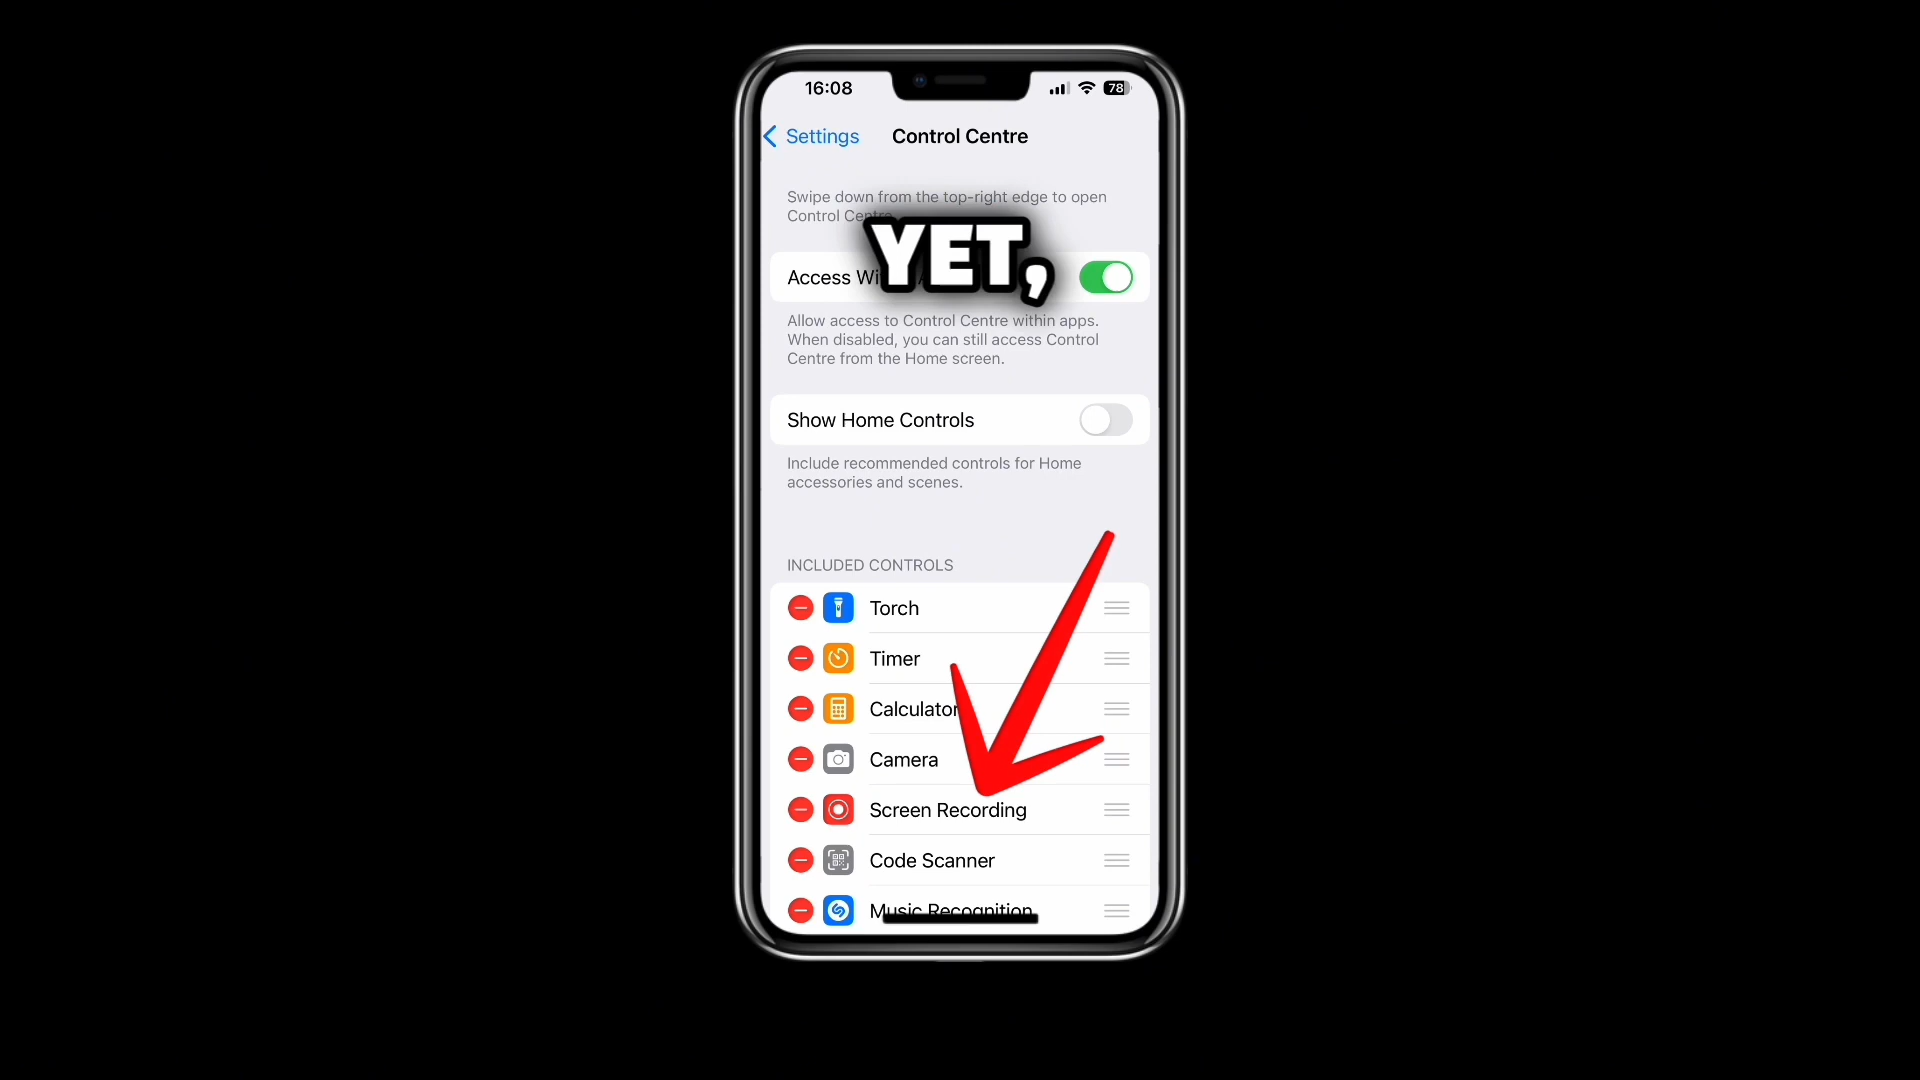 16:08
78
Settings
Control Centre
Swipe down from the top-right edge to open
Control Centre
YET,
Access Wi
Allow access to Control Centre within apps.
When disabled, you can still access Control
Centre from the Home screen.
Show Home Controls
Include recommended controls for Home
accessories and scenes.
INCLUDED CONTROLS
Torch
Timer
Calculator
Camera
Screen Recording
Code Scanner
Music Recognition